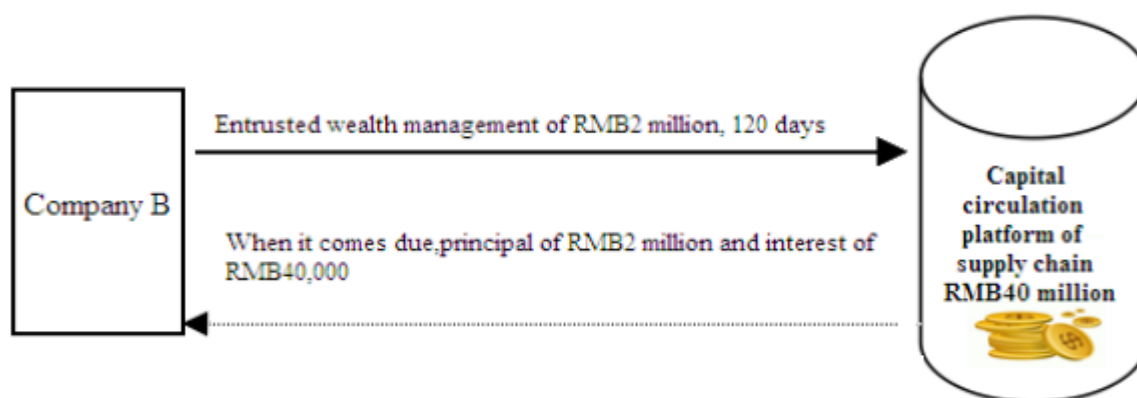 Entrusted wealth management of RMB2 million, 120 days
Company B
When it comes due,principal of RMB2 million and interest of
RMB40,000
Capital
circulation
platform of
supply chain
RMB40 million